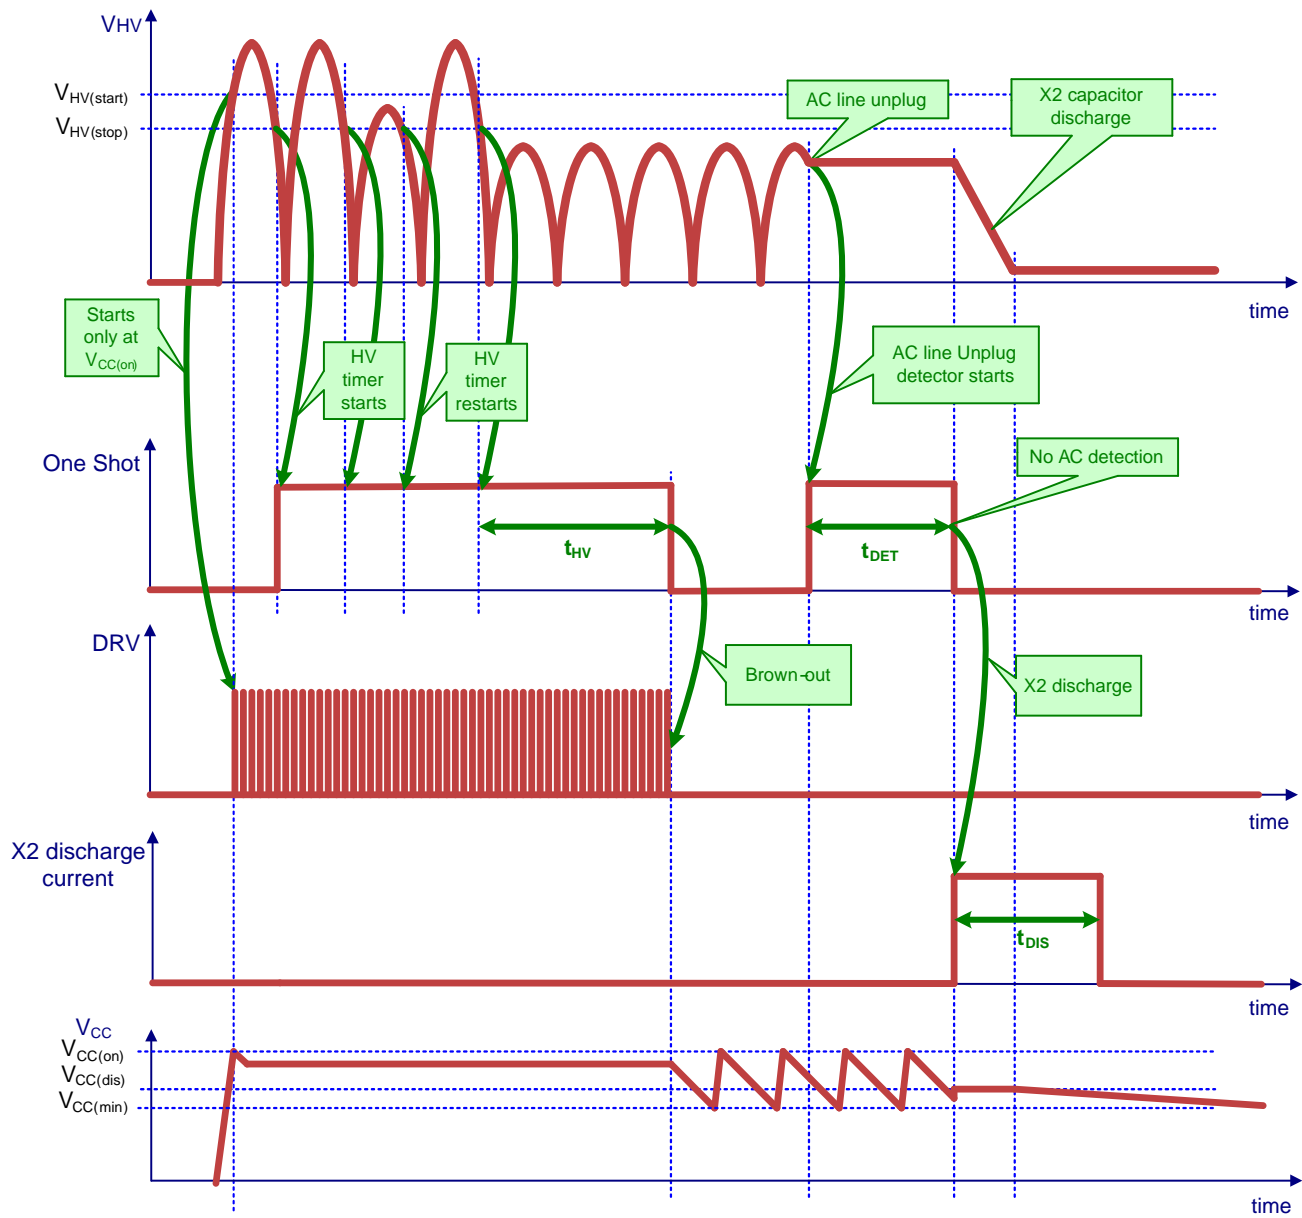 VHV
VHV(start)
VHV(stop)
AC line unplug
X2 capacitor
discharge
time
Starts
only at
VCC(on)
HV
timer
starts
HV
timer
restarts
AC line Unplug
detector starts
One Shot
No AC detection
tHV
tDET
time
DRV
Brown-out
X2 discharge
time
X2 discharge
current
tDIS
time
VCC
VCC(on)
VCC(dis)
VCC(min)
time